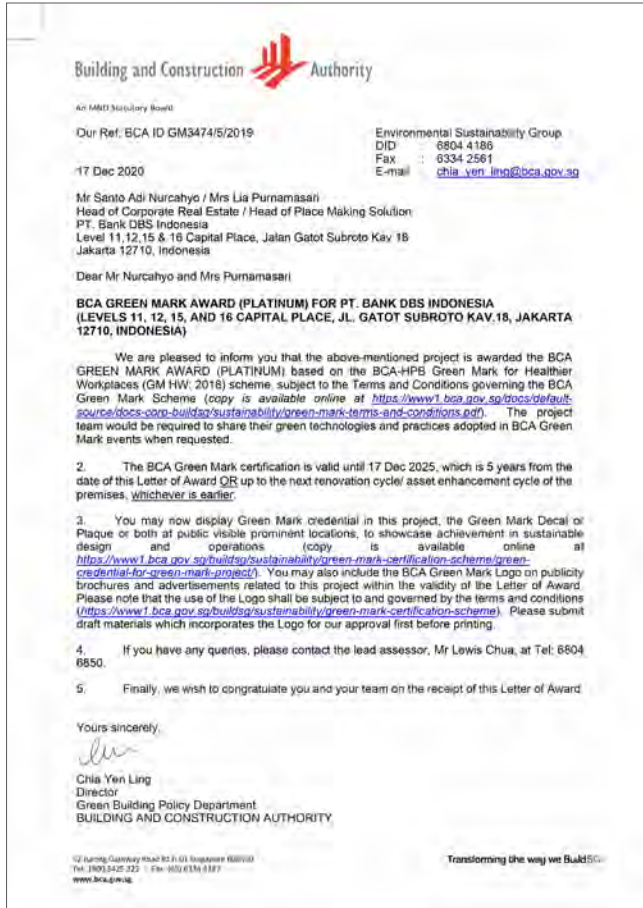 Building and Construction Authority
An MND Statutory Board
Our Ref: BCA ID GM3474/5/2019
Environmental Sustainability Group
DID : 6804 4186
Fax : 6334 2561
E-mail : chia_yen_ling@bca.gov.sg
17 Dec 2020
Mr Santo Adi Nurcahyo / Mrs Lia Purnamasari
Head of Corporate Real Estate / Head of Place Making Solution
PT. Bank DBS Indonesia
Level 11,12,15 & 16 Capital Place, Jalan Gatot Subroto Kav 18
Jakarta 12710, Indonesia
Dear Mr Nurcahyo and Mrs Purnamasari
BCA GREEN MARK AWARD (PLATINUM) FOR PT. BANK DBS INDONESIA
(LEVELS 11, 12, 15, AND 16 CAPITAL PLACE, JL. GATOT SUBROTO KAV.18, JAKARTA
12710, INDONESIA)
We are pleased to inform you that the above-mentioned project is awarded the BCA
GREEN MARK AWARD (PLATINUM) based on the BCA-HPB Green Mark for Healthier
Workplaces (GM HW: 2018) scheme, subject to the Terms and Conditions governing the BCA
Green Mark Scheme (copy is available online at https://www1.bca.gov.sg/docs/default-
source/docs-corp-buildsg/sustainability/green-mark-terms-and-conditions.pdf). The project
team would be required to share their green technologies and practices adopted in BCA Green
Mark events when requested.
2. The BCA Green Mark certification is valid until 17 Dec 2025, which is 5 years from the
date of this Letter of Award OR up to the next renovation cycle/ asset enhancement cycle of the
premises, whichever is earlier.
3. You may now display Green Mark credential in this project, the Green Mark Decal or
Plaque or both at public visible prominent locations, to showcase achievement in sustainable
design and operations (copy is available online at
https://www1.bca.gov.sg/buildsg/sustainability/green-mark-certification-scheme/green-
credential-for-green-mark-project/). You may also include the BCA Green Mark Logo on publicity
brochures and advertisements related to this project within the validity of the Letter of Award.
Please note that the use of the Logo shall be subject to and governed by the terms and conditions
(https://www1.bca.gov.sg/buildsg/sustainability/green-mark-certification-scheme). Please submit
draft materials which incorporates the Logo for our approval first before printing.
4. If you have any queries, please contact the lead assessor, Mr Lewis Chua, at Tel: 6804
6850.
5. Finally, we wish to congratulate you and your team on the receipt of this Letter of Award.
Yours sincerely,
Chia Yen Ling
Director
Green Building Policy Department
BUILDING AND CONSTRUCTION AUTHORITY
www.bca.gov.sg
Transforming the way we BuildSG